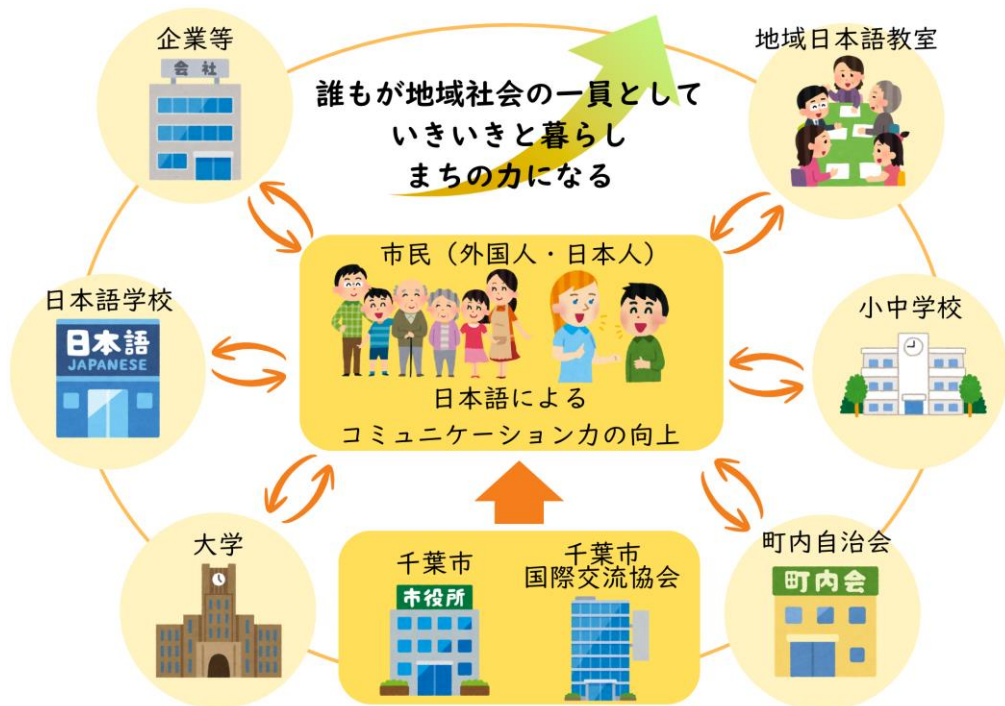 企業等
会社
地域日本語教室
誰もが地域社会の一員として
いきいきと暮らし
まちの力になる
市民（外国人・日本人）
日本語による
コミュニケーション力の向上
日本語学校
日本語
JAPANESE
小中学校
大学
千葉市
市役所
千葉市
国際交流協会
町内自治会
町内会